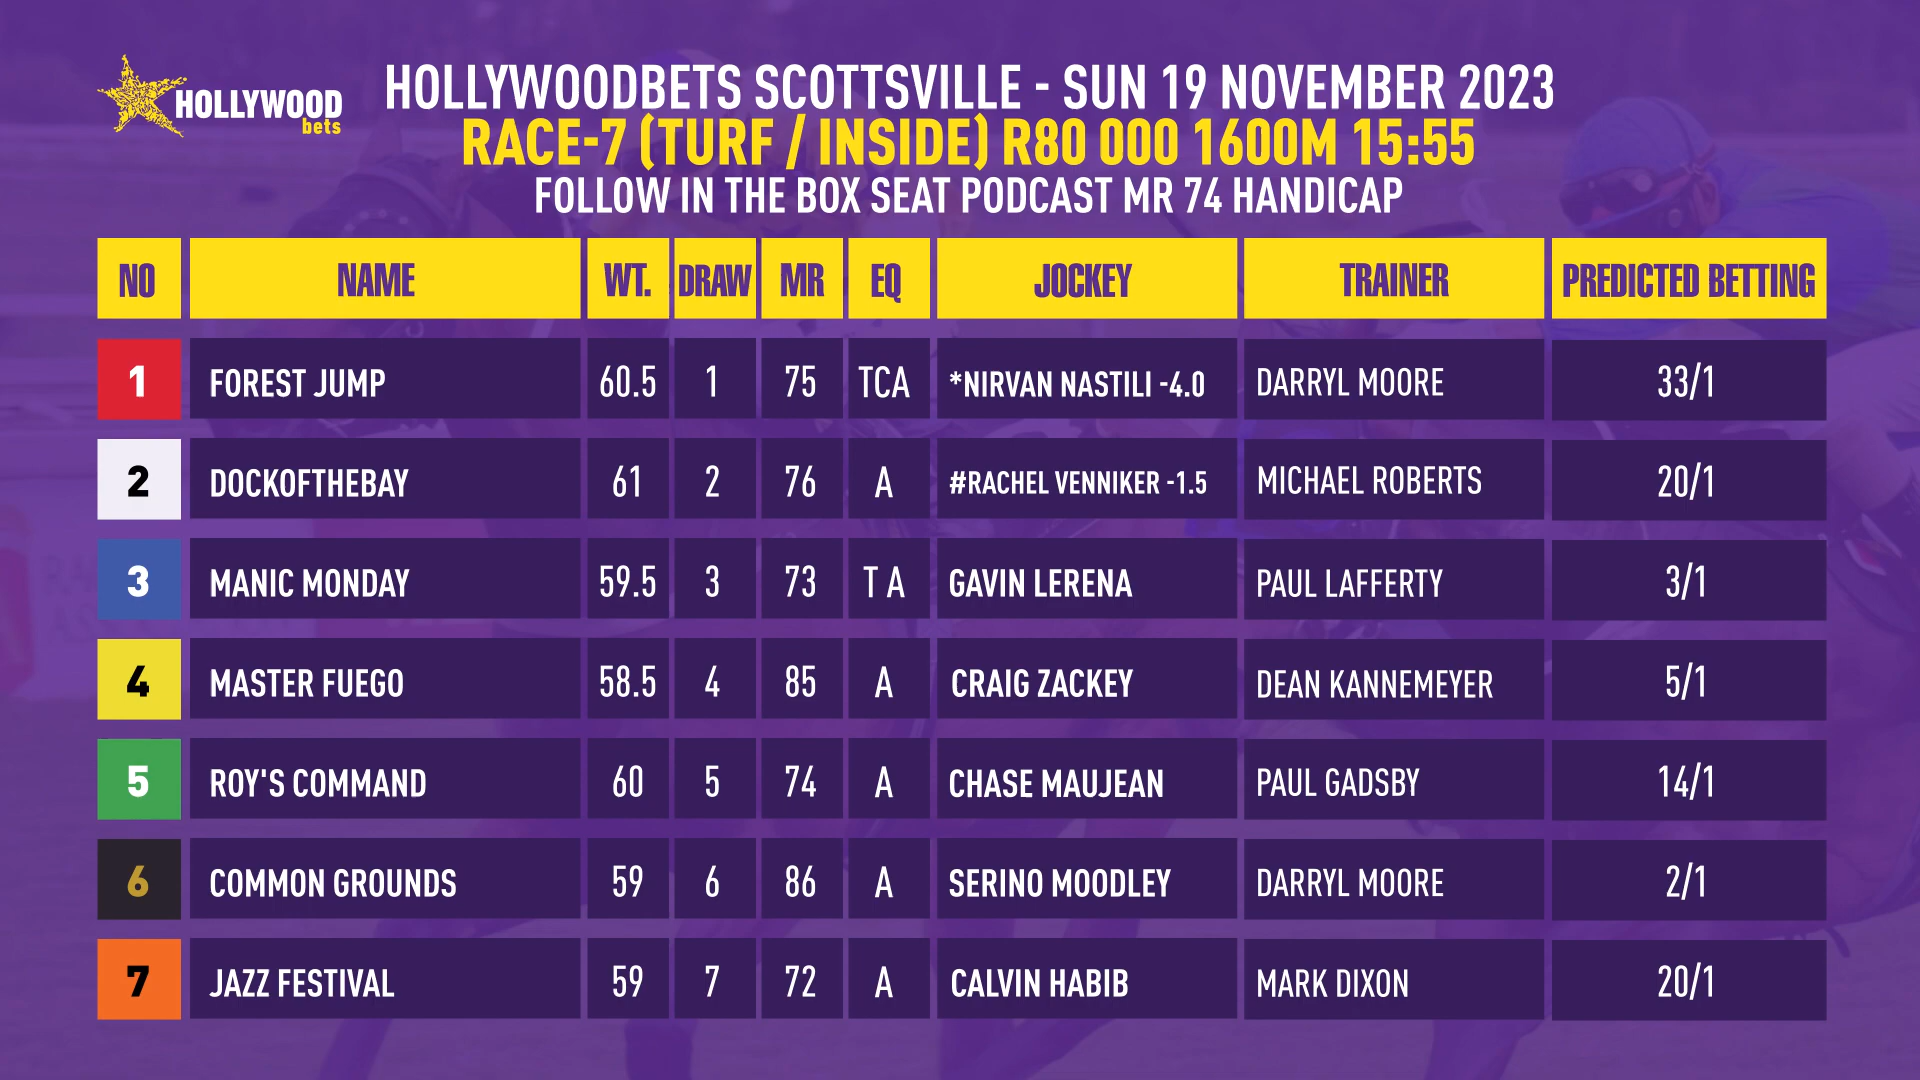 HOLLYWOOD
bets
HOLLYWOODBETS SCOTTSVILLE - SUN 19 NOVEMBER 2023
RACE-7 (TURF / INSIDE) R80 000 1600M 15:55
FOLLOW IN THE BOX SEAT PODCAST MR 74 HANDICAP
NO NAME WT. DRAW MR EQ JOCKEY TRAINER PREDICTED BETTING
1 FOREST JUMP 60.5 1 75 TCA *NIRVAN NASTILI -4.0 DARRYL MOORE 33/1
2 DOCKOFTHEBAY 61 2 76 A #RACHEL VENNIKER -1.5 MICHAEL ROBERTS 20/1
3 MANIC MONDAY 59.5 3 73 T A GAVIN LERENA PAUL LAFFERTY 3/1
4 MASTER FUEGO 58.5 4 85 A CRAIG ZACKEY DEAN KANNEMEYER 5/1
5 ROY'S COMMAND 60 5 74 A CHASE MAUJEAN PAUL GADSBY 14/1
6 COMMON GROUNDS 59 6 86 A SERINO MOODLEY DARRYL MOORE 2/1
7 JAZZ FESTIVAL 59 7 72 A CALVIN HABIB MARK DIXON 20/1